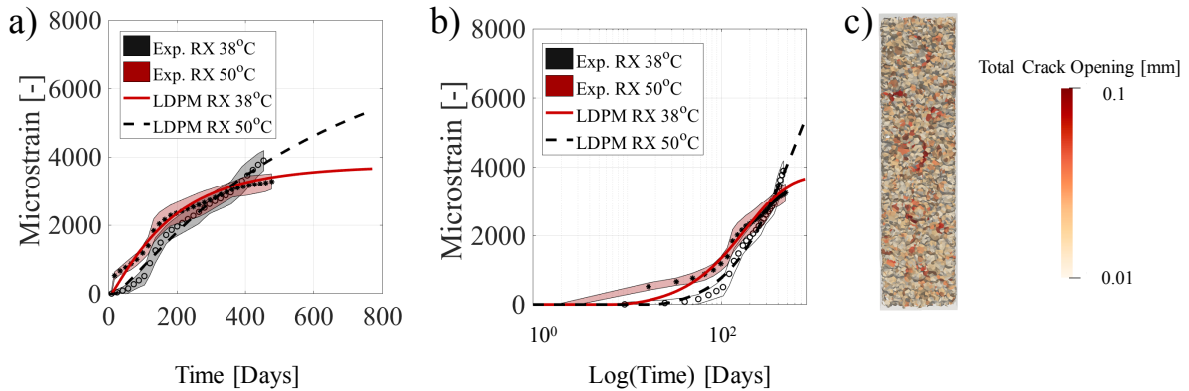 a)
8000
6000
4000
2000
0
Microstrain [-]
Exp. RX 38°C
Exp. RX 50°C
LDPM RX 38°C
LDPM RX 50°C
0 200 400 600 800
Time [Days]
b)
8000
6000
4000
2000
0
Microstrain [-]
Exp. RX 38°C
Exp. RX 50°C
LDPM RX 38°C
LDPM RX 50°C
10⁰ 10²
Log(Time) [Days]
c)
Total Crack Opening [mm]
0.1
0.01